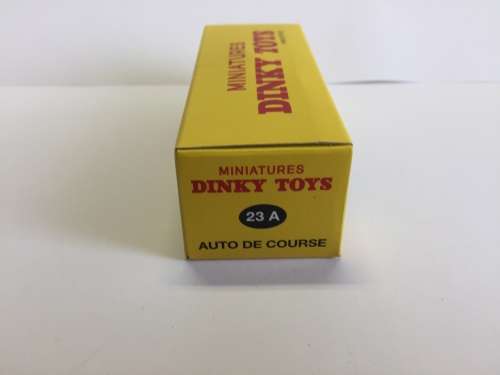 MINIATURES
DINKY TOYS
MINIATURES
DINKY TOYS
23 A
AUTO DE COURSE